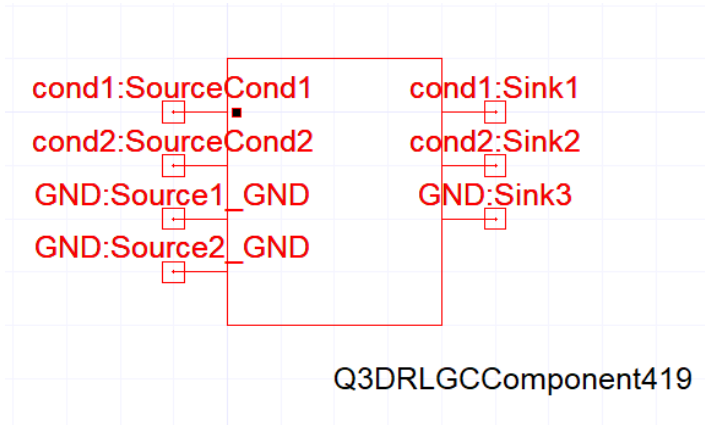 cond1:SourceCond1 cond1:Sink1
cond2:SourceCond2 cond2:Sink2
GND:Source1_GND GND:Sink3
GND:Source2_GND
Q3DRLGCComponent419